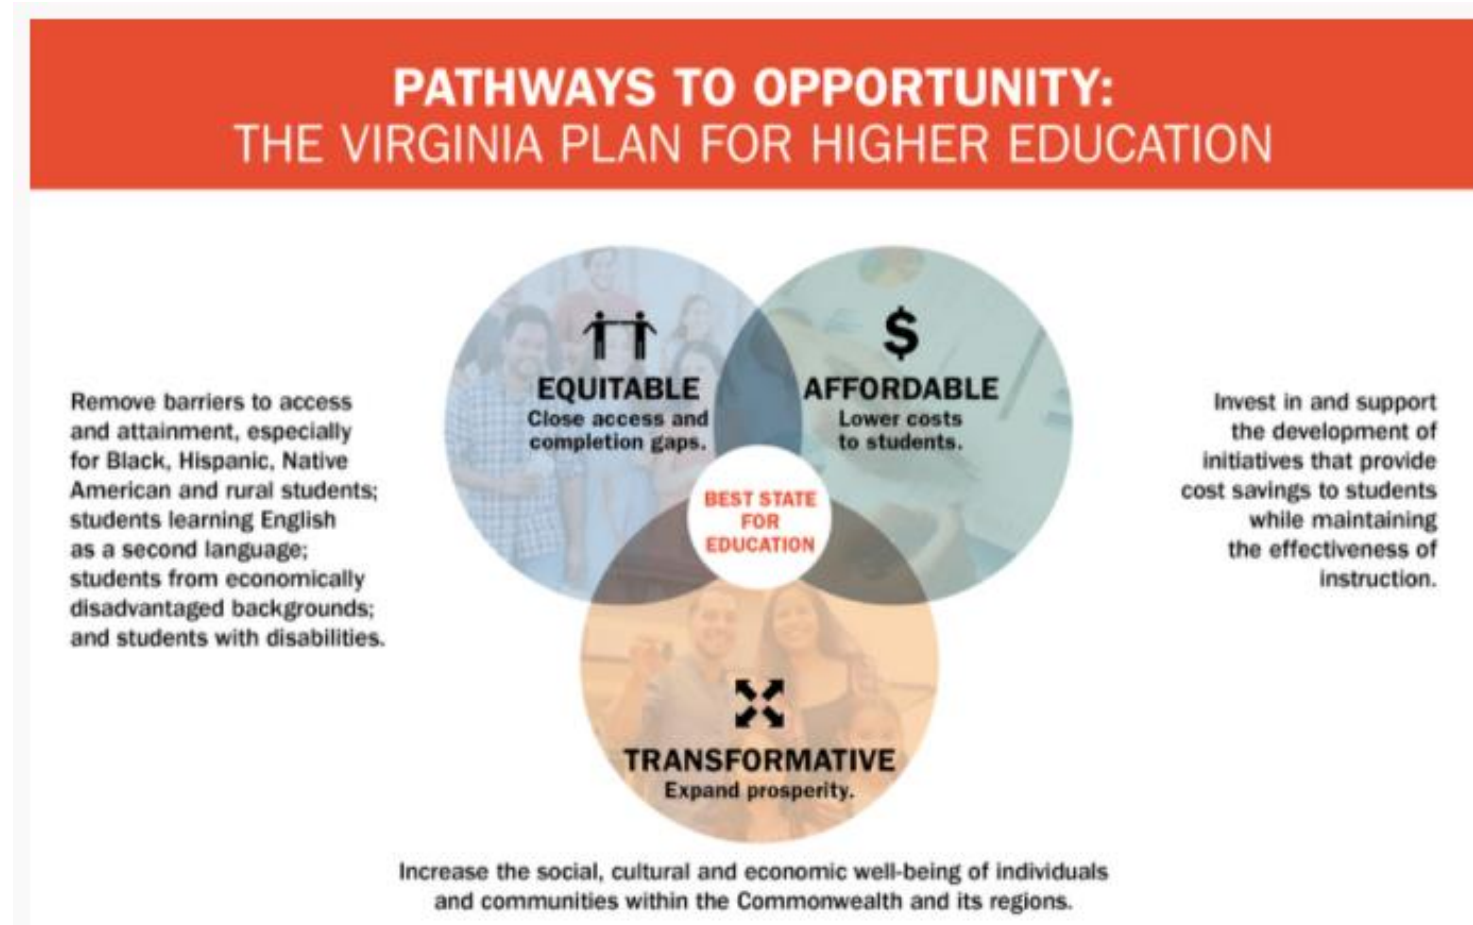 PATHWAYS TO OPPORTUNITY:
THE VIRGINIA PLAN FOR HIGHER EDUCATION
EQUITABLE
Close access and
completion gaps.
$
AFFORDABLE
Lower costs
to students.
Remove barriers to access
and attainment, especially
for Black, Hispanic, Native
American and rural students;
students learning English
as a second language;
students from economically
disadvantaged backgrounds;
and students with disabilities.
BEST STATE
FOR
EDUCATION
Invest in and support
the development of
initiatives that provide
cost savings to students
while maintaining
the effectiveness of
instruction.
TRANSFORMATIVE
Expand prosperity.
Increase the social, cultural and economic well-being of individuals
and communities within the Commonwealth and its regions.